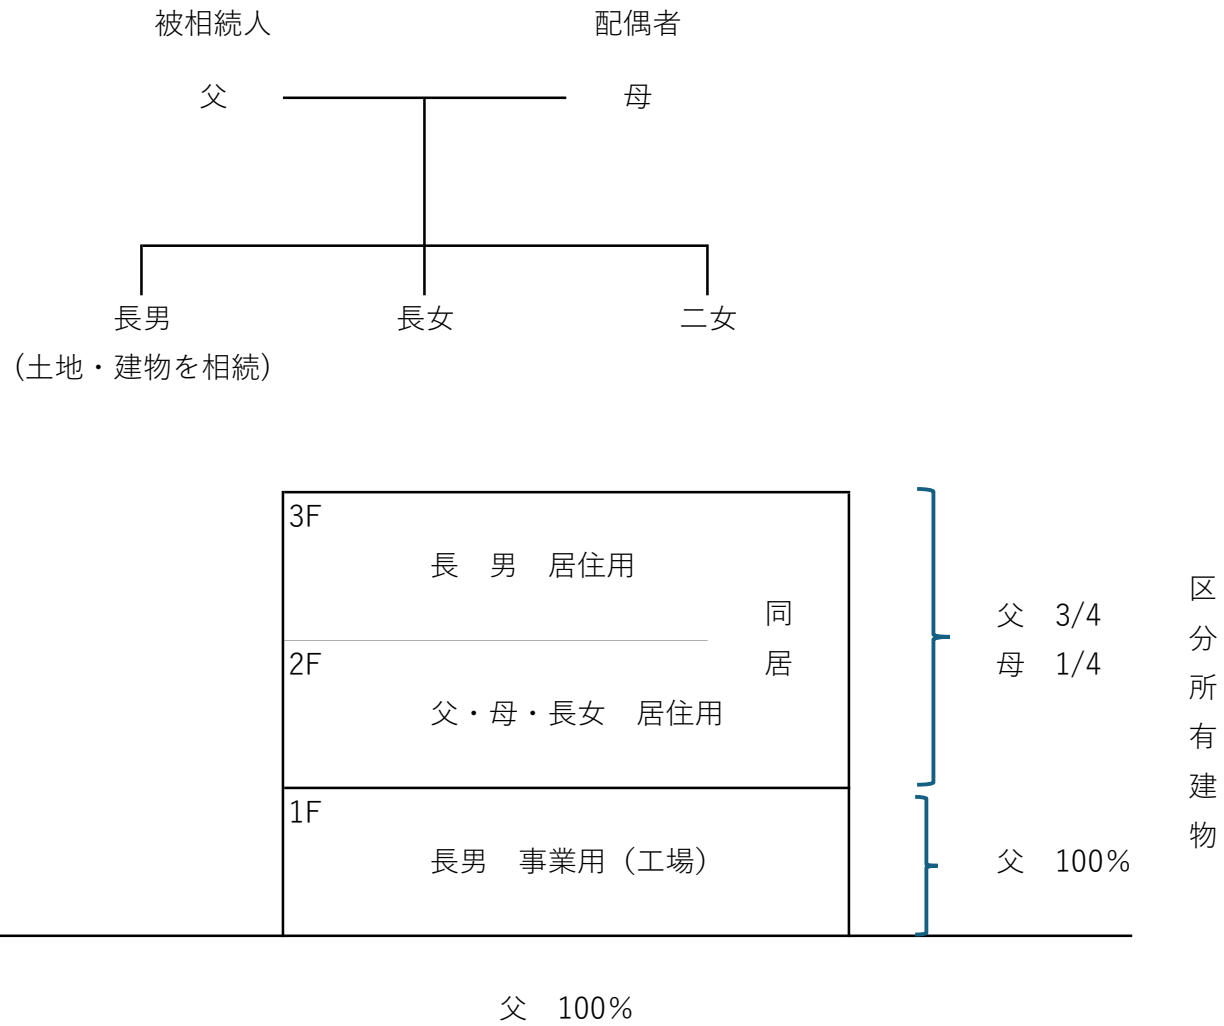 被相続人　配偶者
父　母
長男　長女　二女
（土地・建物を相続）
3F
長　男　居住用
同居
2F
父・母・長女　居住用
父　3/4
母　1/4
1F
長男　事業用（工場）
父　100%
区分所有建物
父　100%